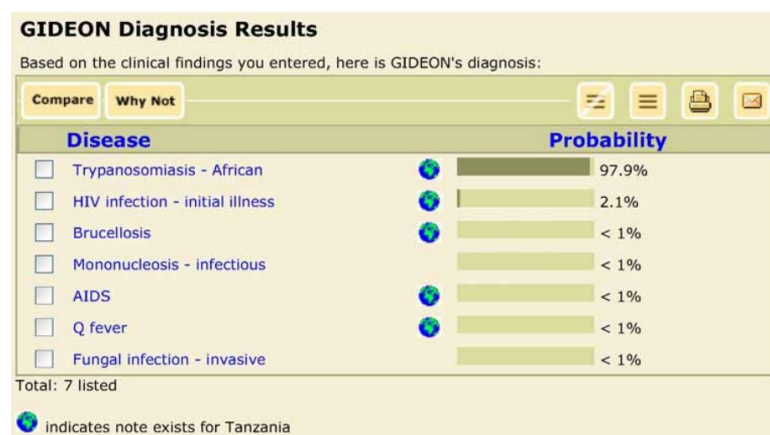 GIDEON Diagnosis Results
Based on the clinical findings you entered, here is GIDEON's diagnosis:
Compare Why Not
Disease Probability
Trypanosomiasis - African 97.9%
HIV infection - initial illness 2.1%
Brucellosis < 1%
Mononucleosis - infectious < 1%
AIDS < 1%
Q fever < 1%
Fungal infection - invasive < 1%
Total: 7 listed
indicates note exists for Tanzania